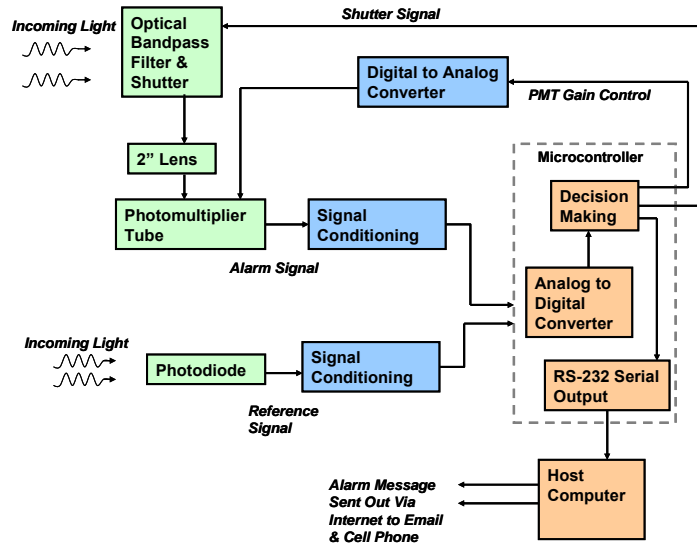 Shutter Signal
Incoming Light
Optical
Bandpass
Filter &
Shutter
Digital to Analog
Converter
PMT Gain Control
2” Lens
Microcontroller
Photomultiplier
Tube
Signal
Conditioning
Decision
Making
Alarm Signal
Analog to
Digital
Converter
Incoming Light
Photodiode
Signal
Conditioning
RS-232 Serial
Output
Reference
Signal
Host
Computer
Alarm Message
Sent Out Via
Internet to Email
& Cell Phone